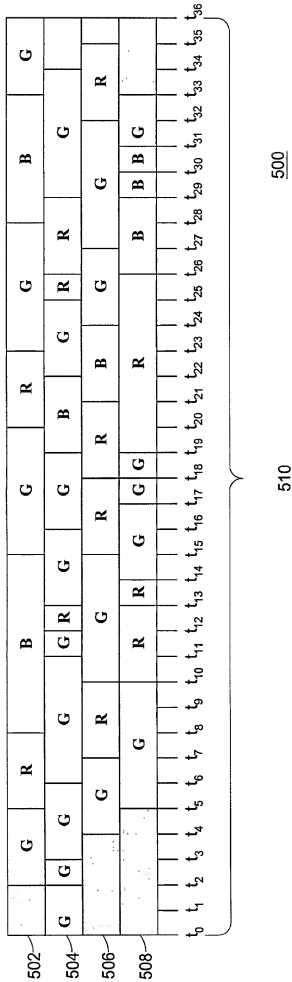 502 G R B G R G B G
504 G G G G G R G G B G R R G
506 G R G R R B G G R
508 G R R G G G R B B B G
t0 t1 t2 t3 t4 t5 t6 t7 t8 t9 t10 t11 t12 t13 t14 t15 t16 t17 t18 t19 t20 t21 t22 t23 t24 t25 t26 t27 t28 t29 t30 t31 t32 t33 t34 t35 t36
510
500